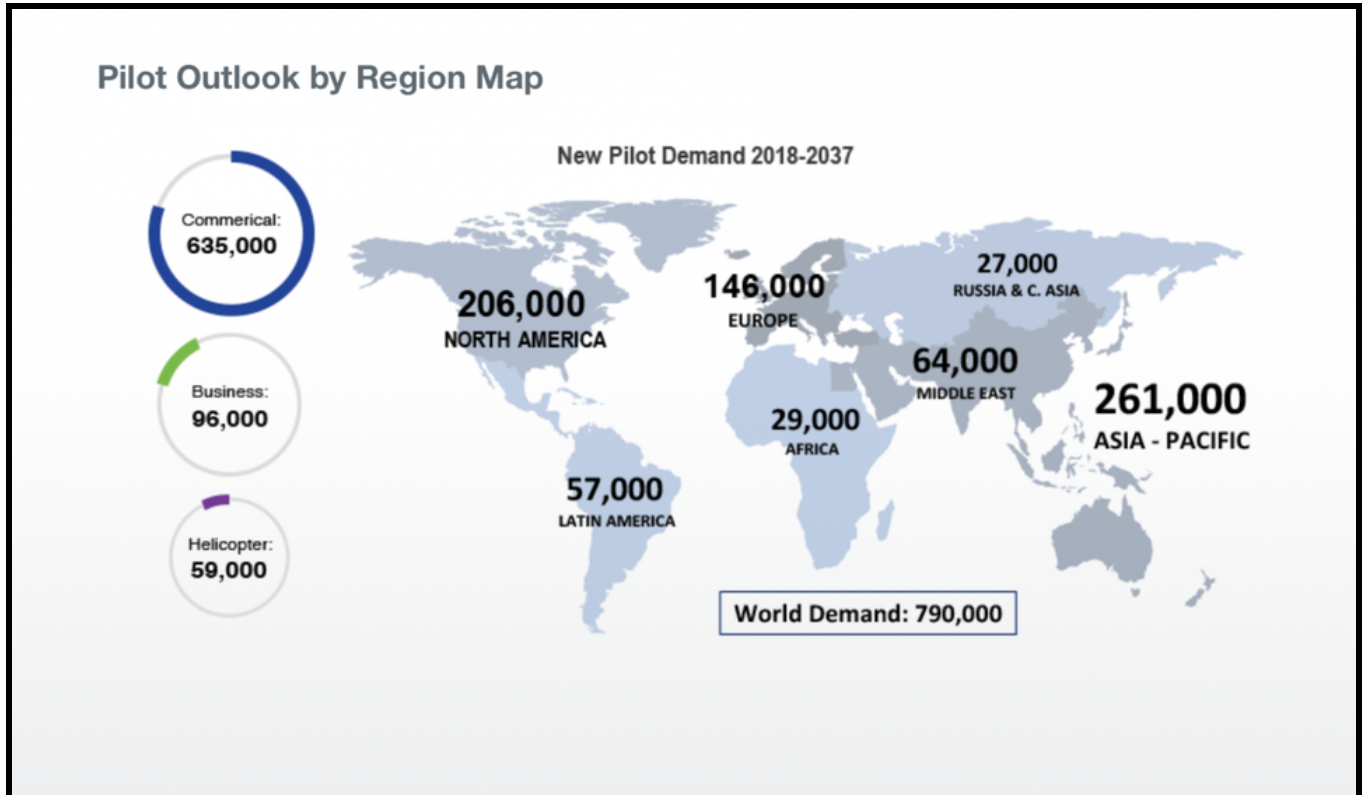 Pilot Outlook by Region Map
New Pilot Demand 2018-2037
Commerical:
635,000
Business:
96,000
Helicopter:
59,000
206,000
NORTH AMERICA
146,000
EUROPE
27,000
RUSSIA & C. ASIA
64,000
MIDDLE EAST
261,000
ASIA - PACIFIC
29,000
AFRICA
57,000
LATIN AMERICA
World Demand: 790,000